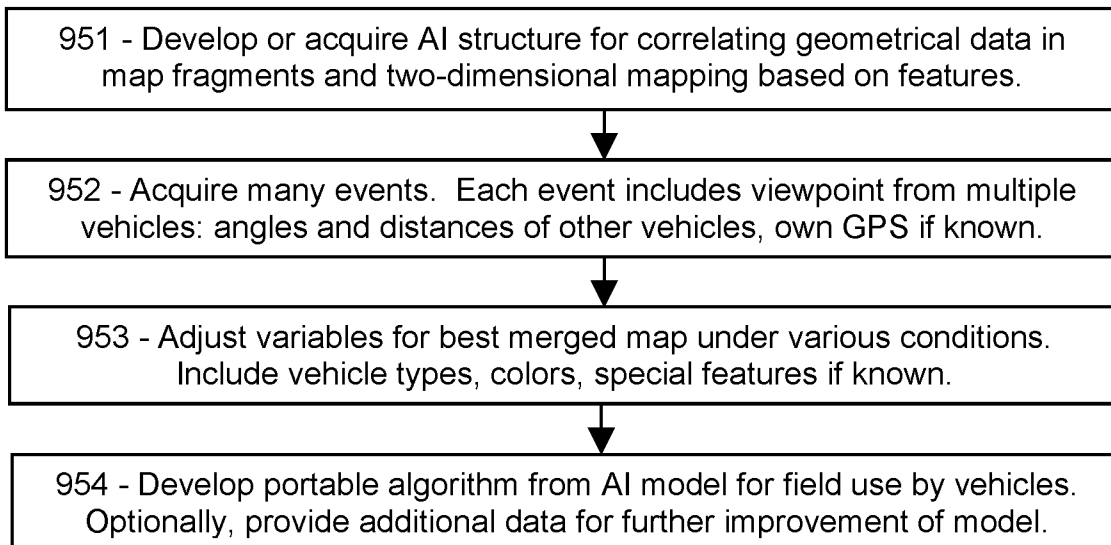 951 - Develop or acquire AI structure for correlating geometrical data in
map fragments and two-dimensional mapping based on features.
952 - Acquire many events.  Each event includes viewpoint from multiple
vehicles: angles and distances of other vehicles, own GPS if known.
953 - Adjust variables for best merged map under various conditions.
Include vehicle types, colors, special features if known.
954 - Develop portable algorithm from AI model for field use by vehicles.
Optionally, provide additional data for further improvement of model.